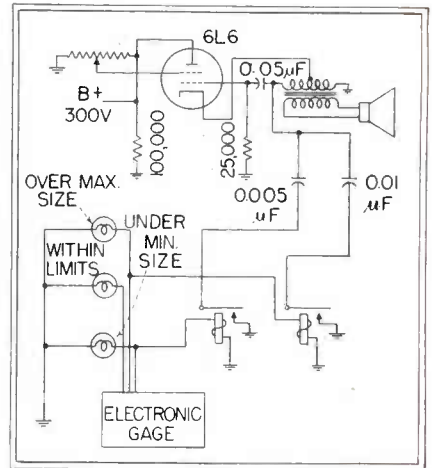 6L6
0.05µF
B+
300V
100,000
25,000
0.005
µF
0.01
µF
OVER MAX.
SIZE
UNDER
MIN.
SIZE
WITHIN
LIMITS
ELECTRONIC
GAGE